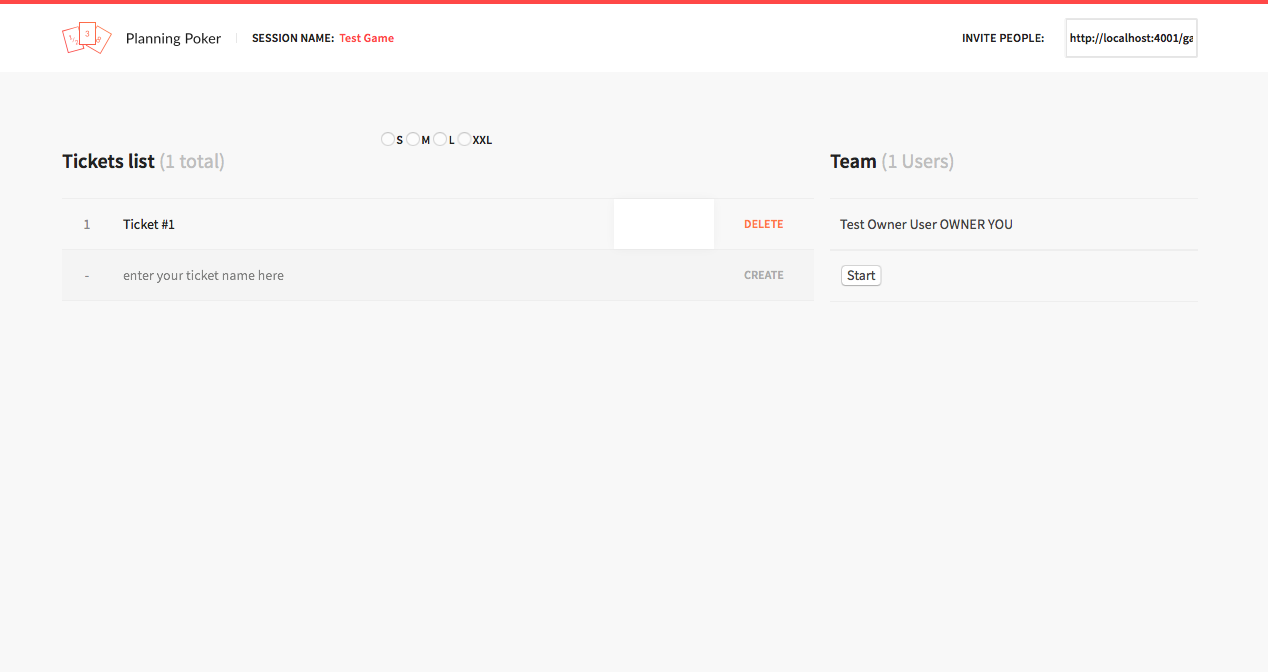 3
Planning Poker
SESSION NAME: Test Game
INVITE PEOPLE:
http://localhost:4001/ga
S M L XXL
Tickets list (1 total)
Team (1 Users)
1 Ticket #1 DELETE
Test Owner User OWNER YOU
- enter your ticket name here CREATE
Start